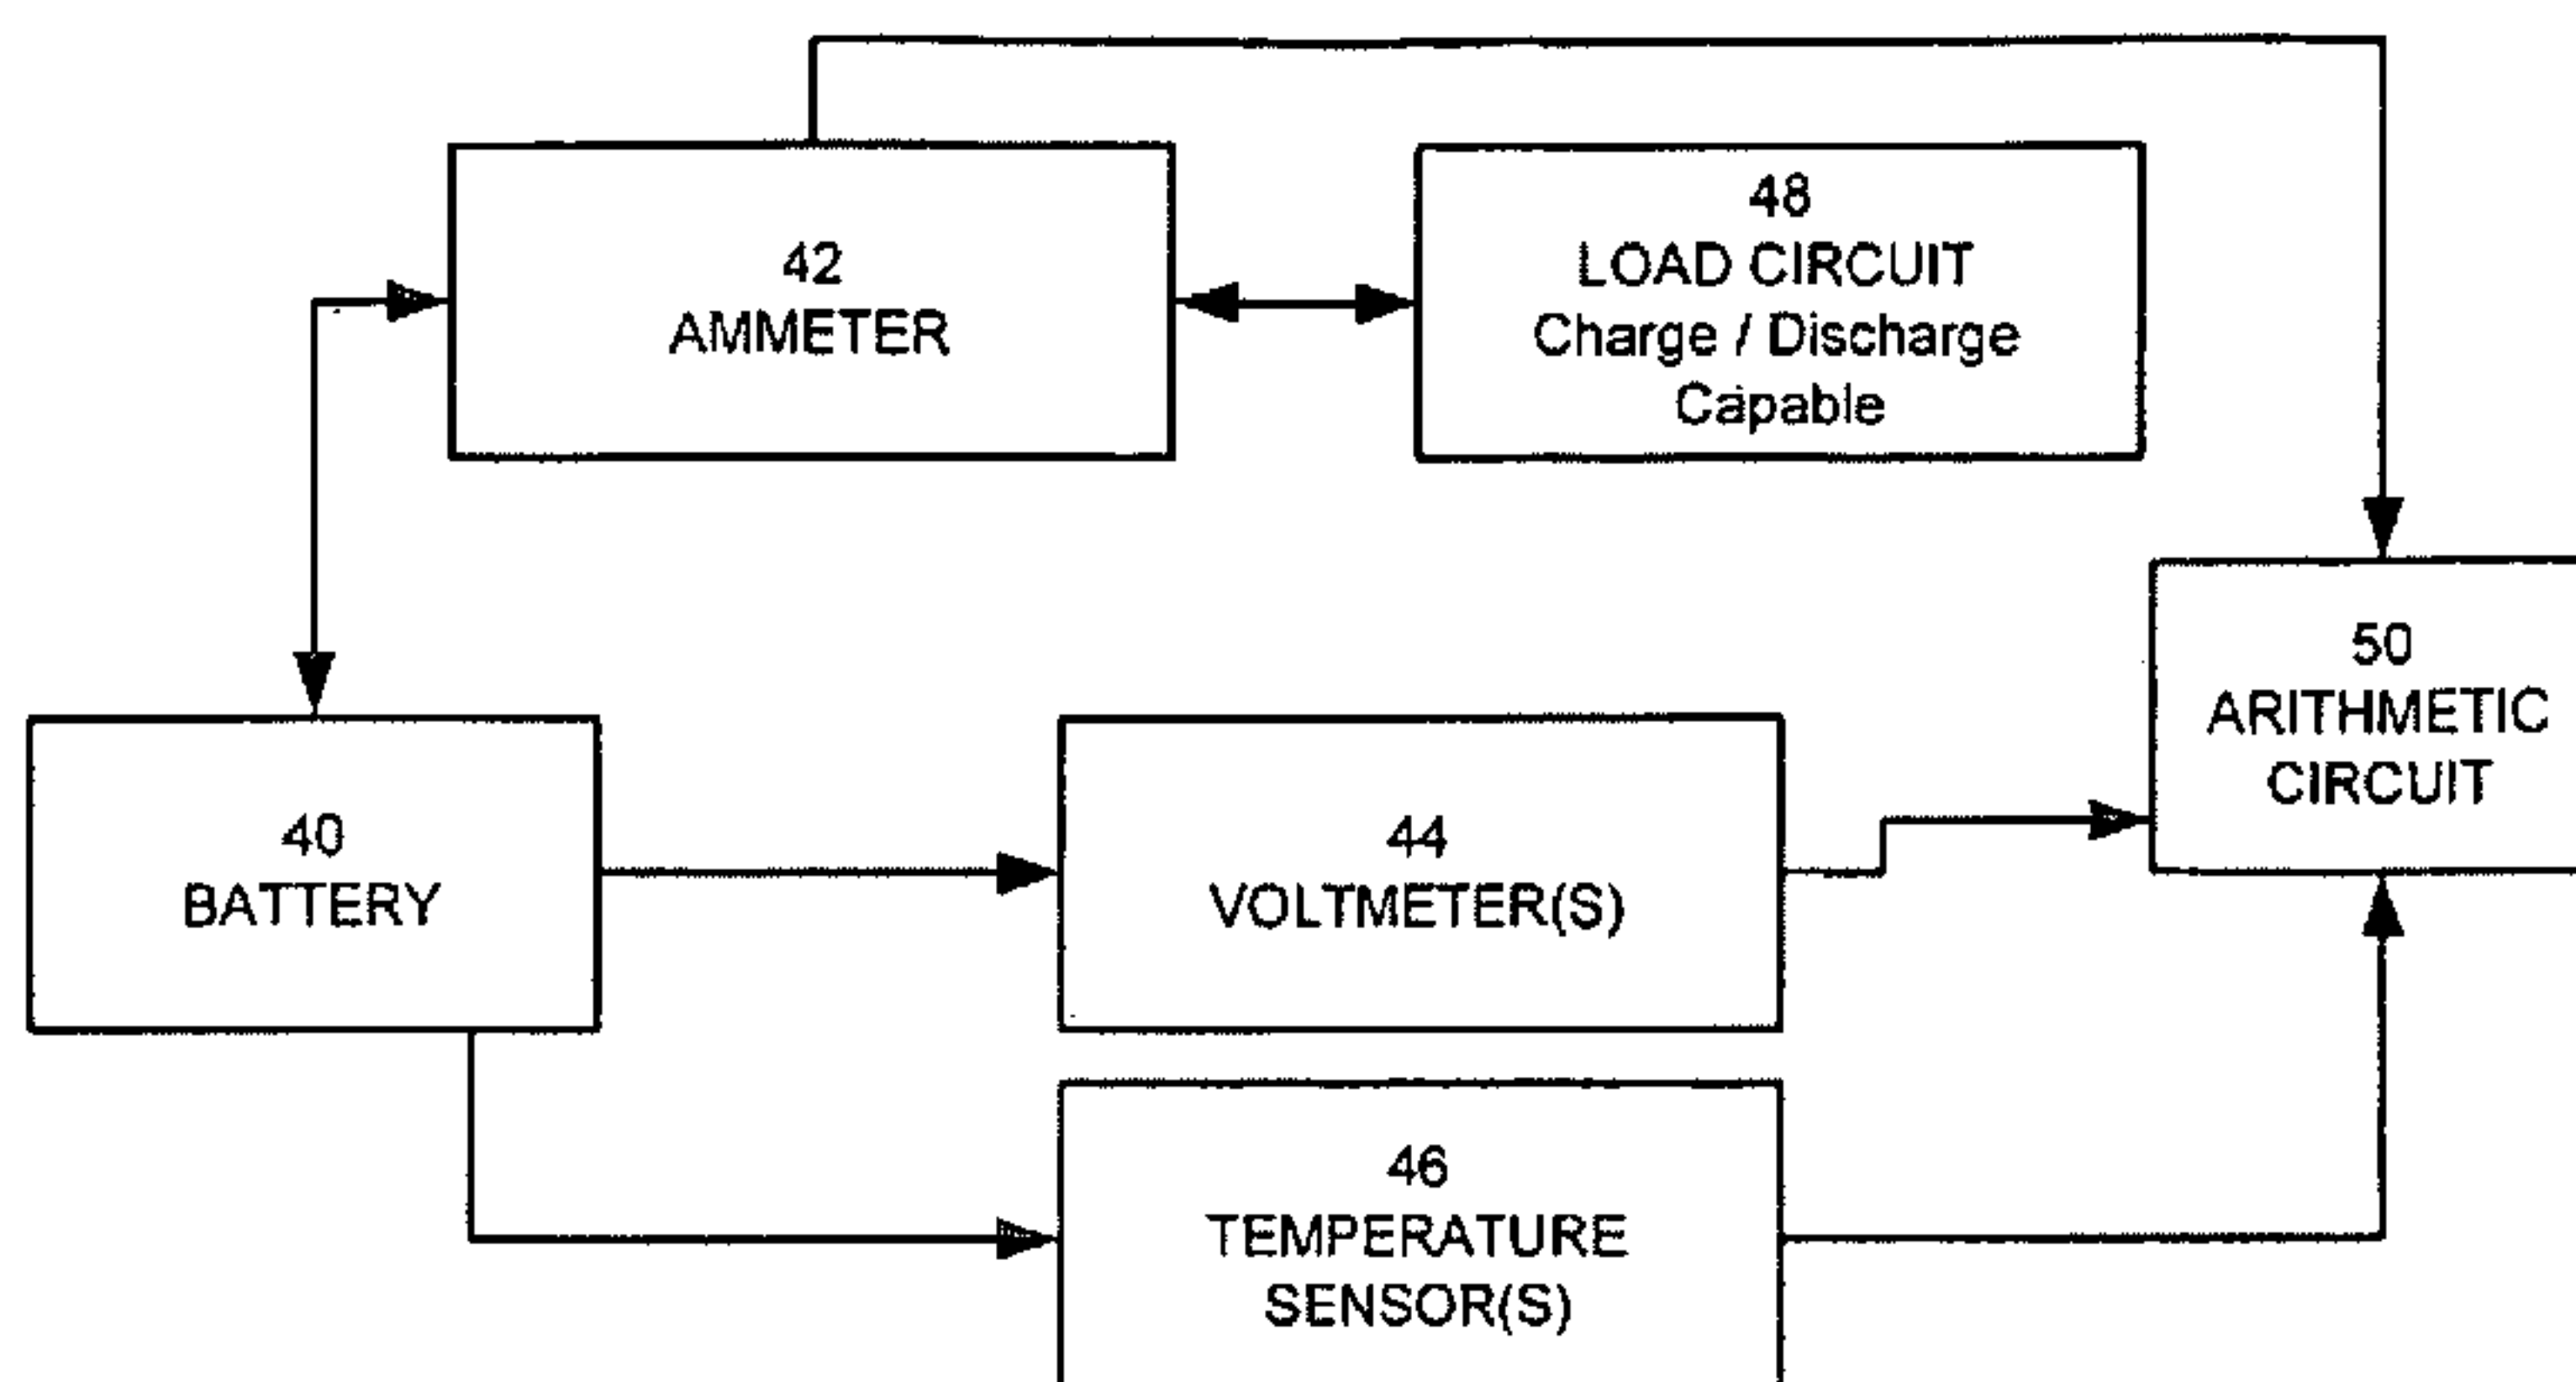 42
AMMETER
48
LOAD CIRCUIT
Charge / Discharge
Capable
50
ARITHMETIC
CIRCUIT
40
BATTERY
44
VOLTMETER(S)
46
TEMPERATURE
SENSOR(S)